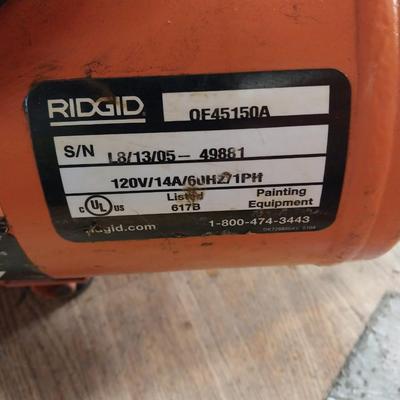 RIDGID OF45150A
S/N L8/13/05- 49881
120V/14A/60HZ/1PH
C UL US Listed 617B Painting Equipment
ridgid.com 1-800-474-3443